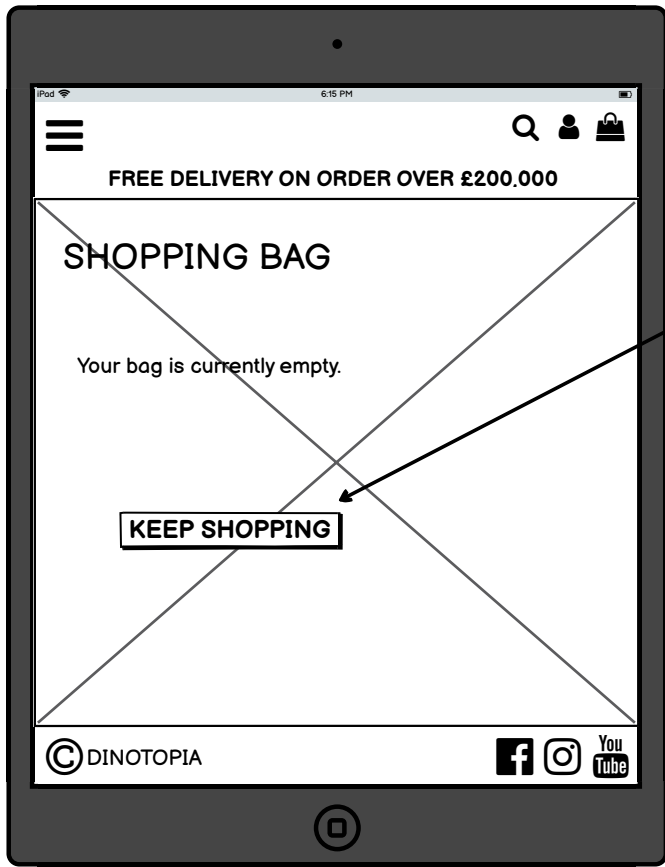 iPad 6:15 PM
FREE DELIVERY ON ORDER OVER £200,000
SHOPPING BAG
Your bag is currently empty.
KEEP SHOPPING
© DINOTOPIA
You
Tube